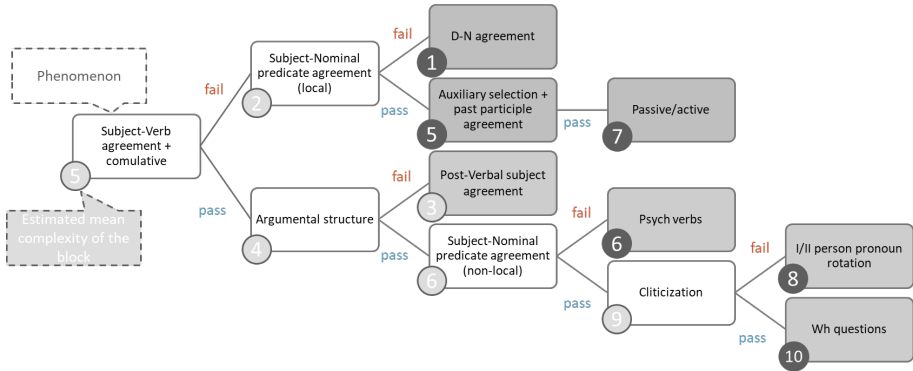 Phenomenon
Subject-Verb
agreement +
comulative
5
Estimated mean
complexity of the
block
fail
pass
Subject-Nominal
predicate agreement
(local)
2
fail
pass
D-N agreement
1
Auxiliary selection +
past participle
agreement
5
pass
Passive/active
7
Argumental structure
4
fail
pass
Post-Verbal subject
agreement
3
Subject-Nominal
predicate agreement
(non-local)
6
fail
pass
Psych verbs
6
Cliticization
9
fail
pass
I/II person pronoun
rotation
8
Wh questions
10